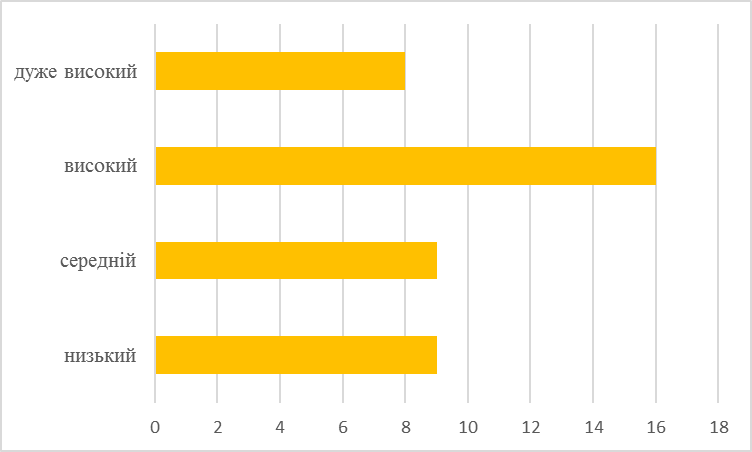 дуже високий
високий
середній
низький
0 2 4 6 8 10 12 14 16 18